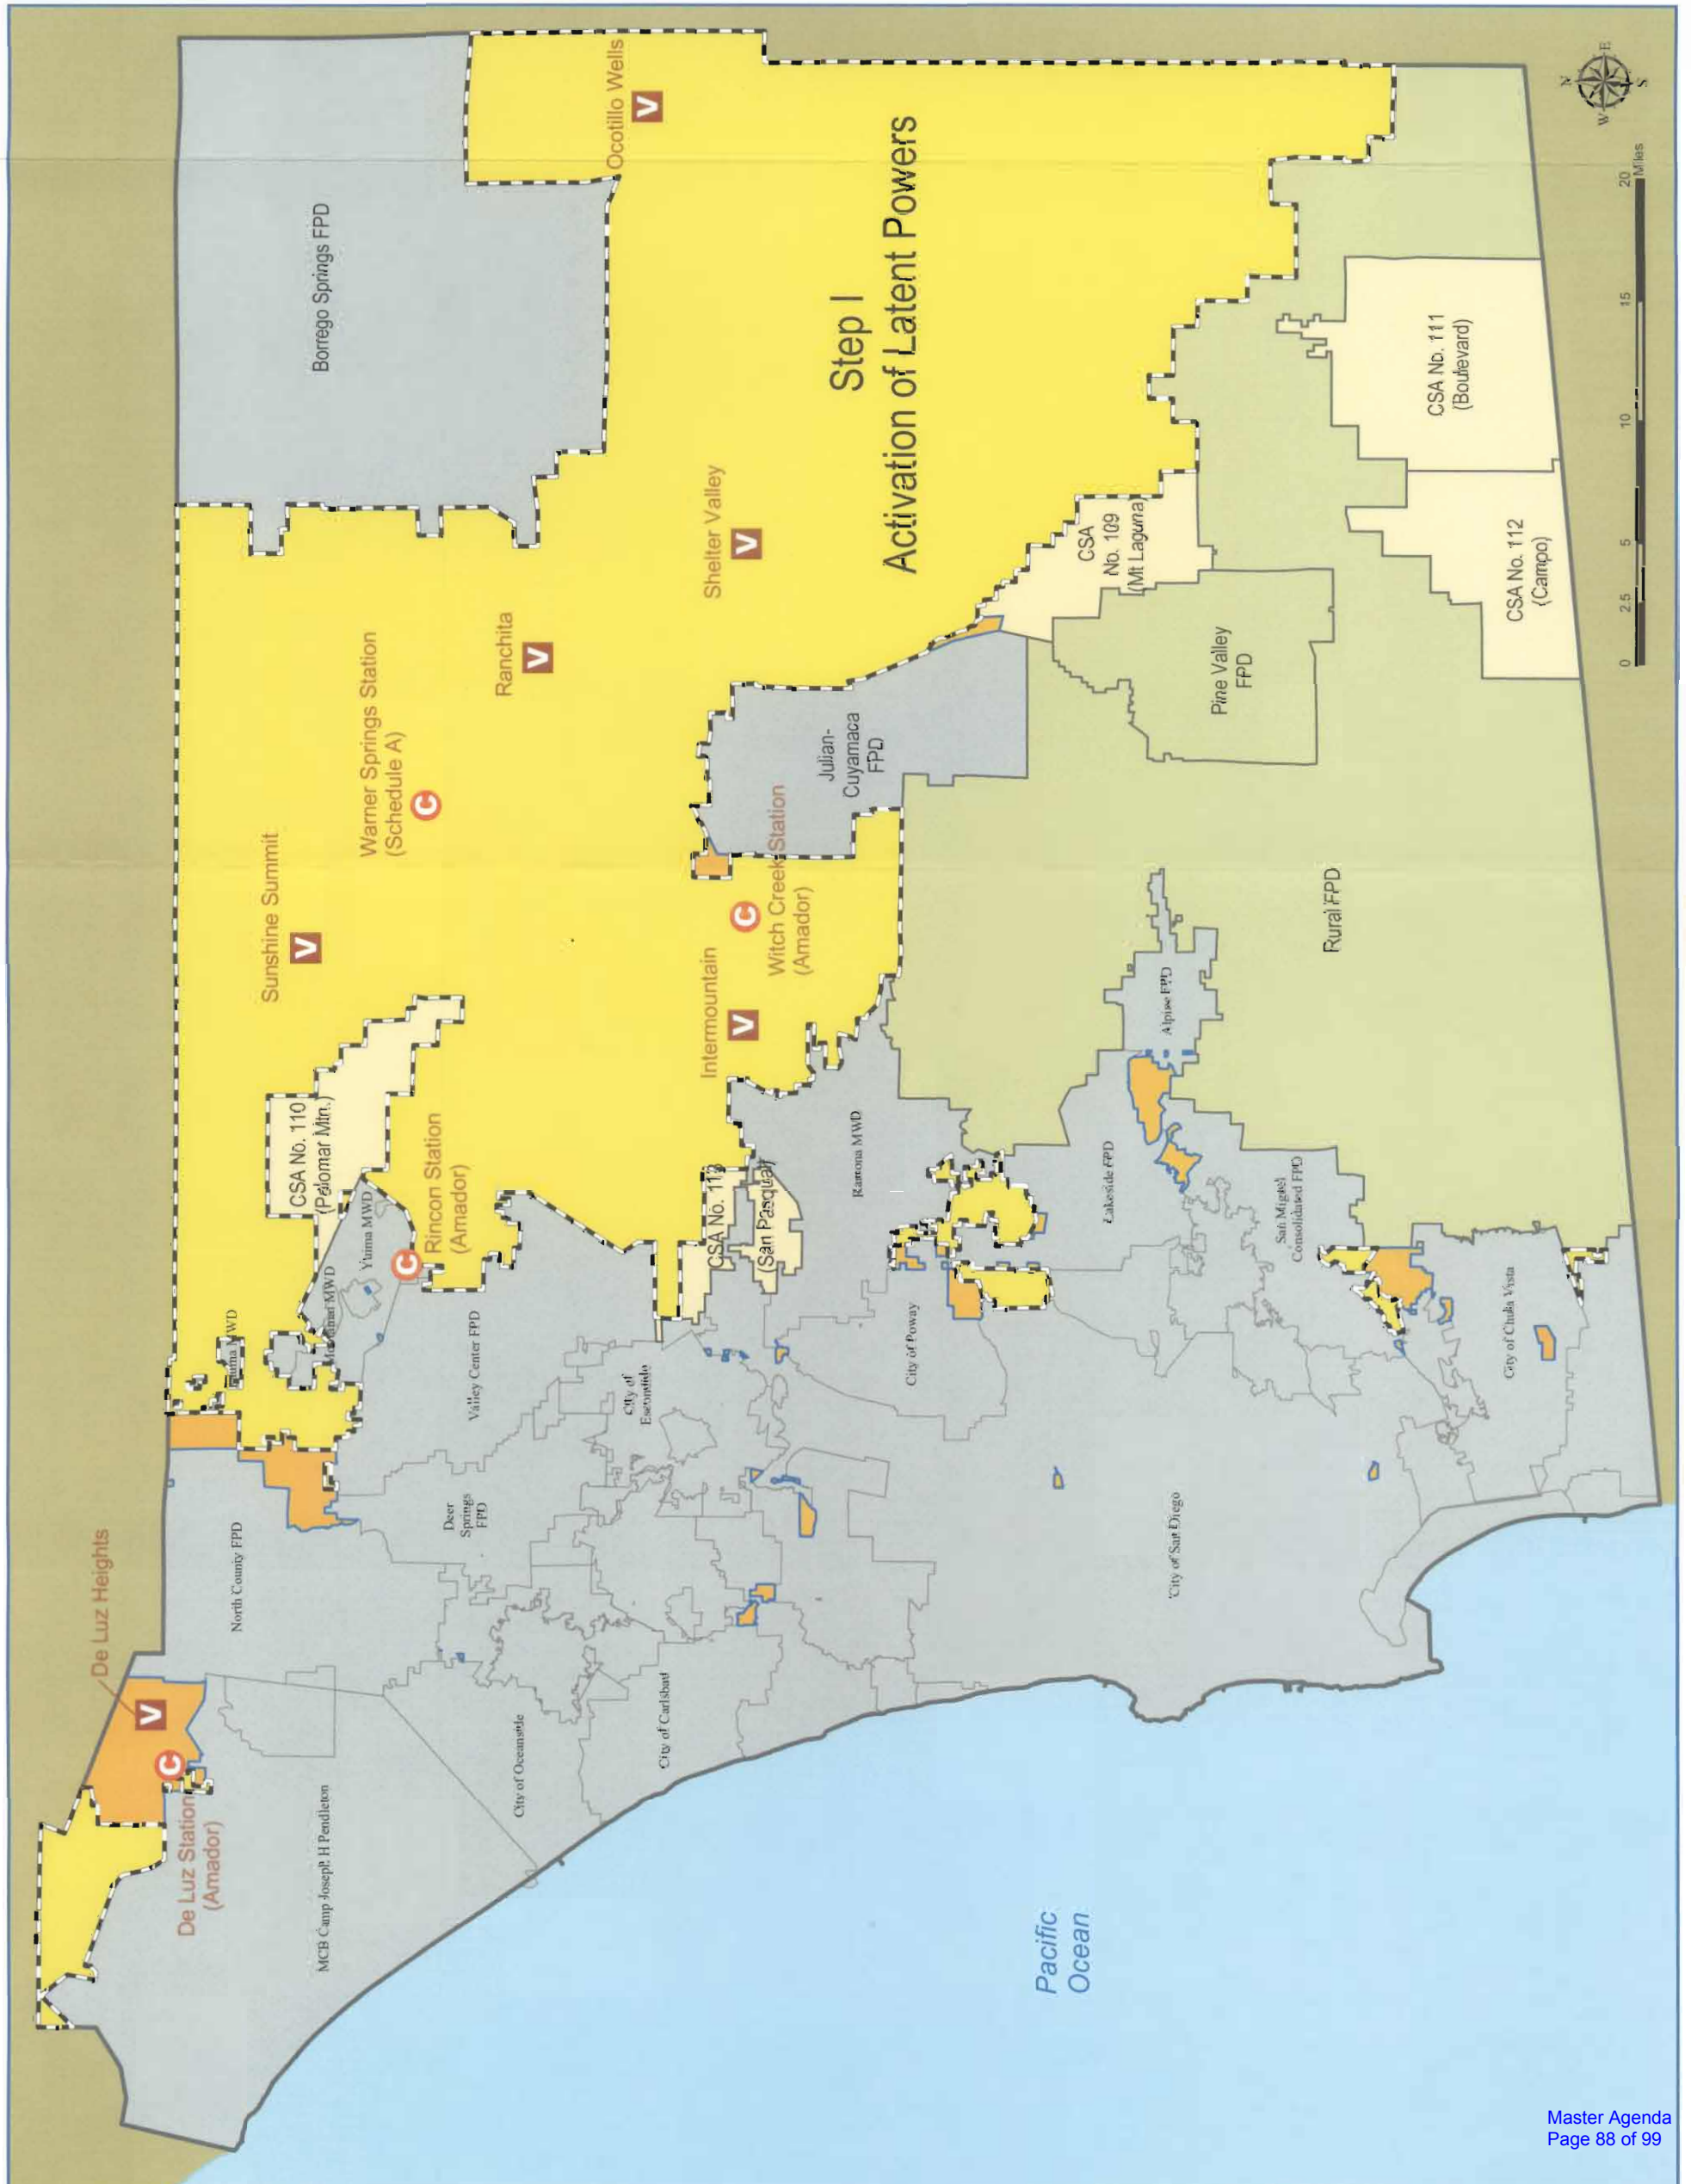 De Luz Heights
De Luz Station
(Amador)
MCB Camp Joseph H Pendleton
North County FPD
City of Oceanside
City of Carlsbad
Deer
Springs
FPD
Valley Center FPD
City of
Escondido
Yuima MWD
CSA No. 110
(Palomar Mtn.)
Rincon Station
(Amador)
Sunshine Summit
Warner Springs Station
(Schedule A)
Ranchita
Borrego Springs FPD
Ocotillo Wells
Shelter Valley
Intermountain
Witch Creek Station
(Amador)
Julian-
Cuyamaca
FPD
(San Pasqual)
Ramona MWD
City of Poway
Step I
Activation of Latent Powers
CSA
No. 109
(Mt Laguna)
Pine Valley
FPD
Rural FPD
Alpine FPD
Lakeside FPD
San Miguel
Consolidated FPD
City of Chula Vista
City of San Diego
CSA No. 111
(Boulevard)
CSA No. 112
(Campo)
Pacific
Ocean
V
C
C
V
C
V
V
C
V
V
V
N
E
S
W
0 2.5 5 10 15 20
Miles
Master Agenda
Page 88 of 99